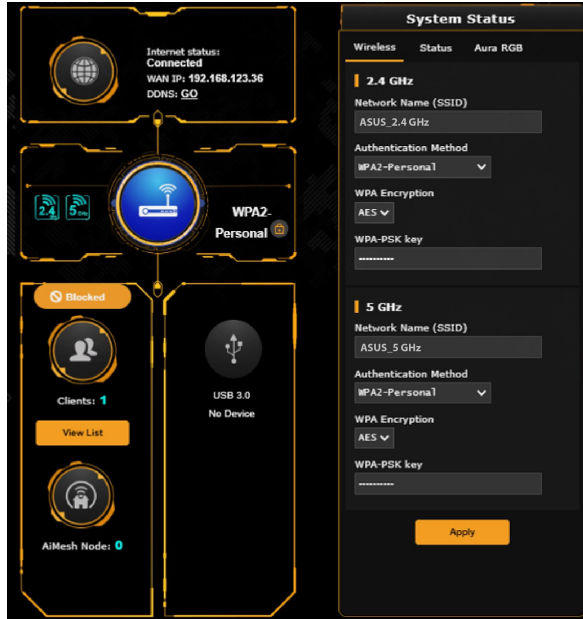 Internet status:
Connected
WAN IP: 192.168.123.36
DDNS: GO
2.4
5
WPA2-
Personal
Blocked
Clients: 1
View List
AiMesh Node: 0
USB 3.0
No Device
System Status
Wireless Status Aura RGB
2.4 GHz
Network Name (SSID)
ASUS_2.4 GHz
Authentication Method
WPA2-Personal
WPA Encryption
AES
WPA-PSK key
----------
5 GHz
Network Name (SSID)
ASUS_5 GHz
Authentication Method
WPA2-Personal
WPA Encryption
AES
WPA-PSK key
----------
Apply